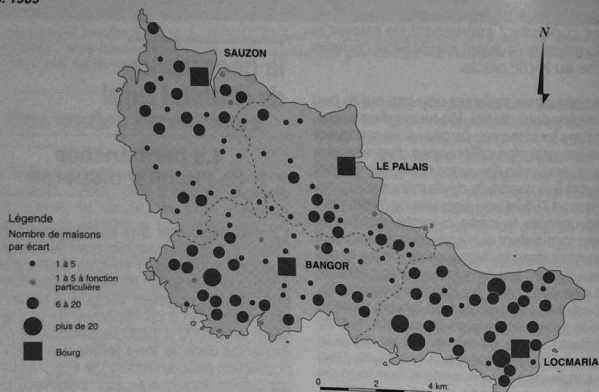 1989
N
SAUZON
LE PALAIS
BANGOR
LOCMARIA
Légende
Nombre de maisons
par écart
1 à 5
1 à 5 à fonction
particulière
6 à 20
plus de 20
Bourg
0 2 4 km